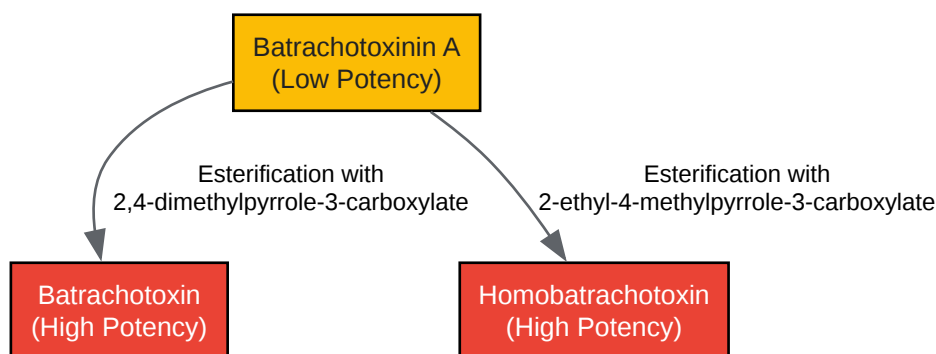 Batrachotoxinin A
(Low Potency)
Esterification with
2,4-dimethylpyrrole-3-carboxylate
Esterification with
2-ethyl-4-methylpyrrole-3-carboxylate
Batrachotoxin
(High Potency)
Homobatrachotoxin
(High Potency)